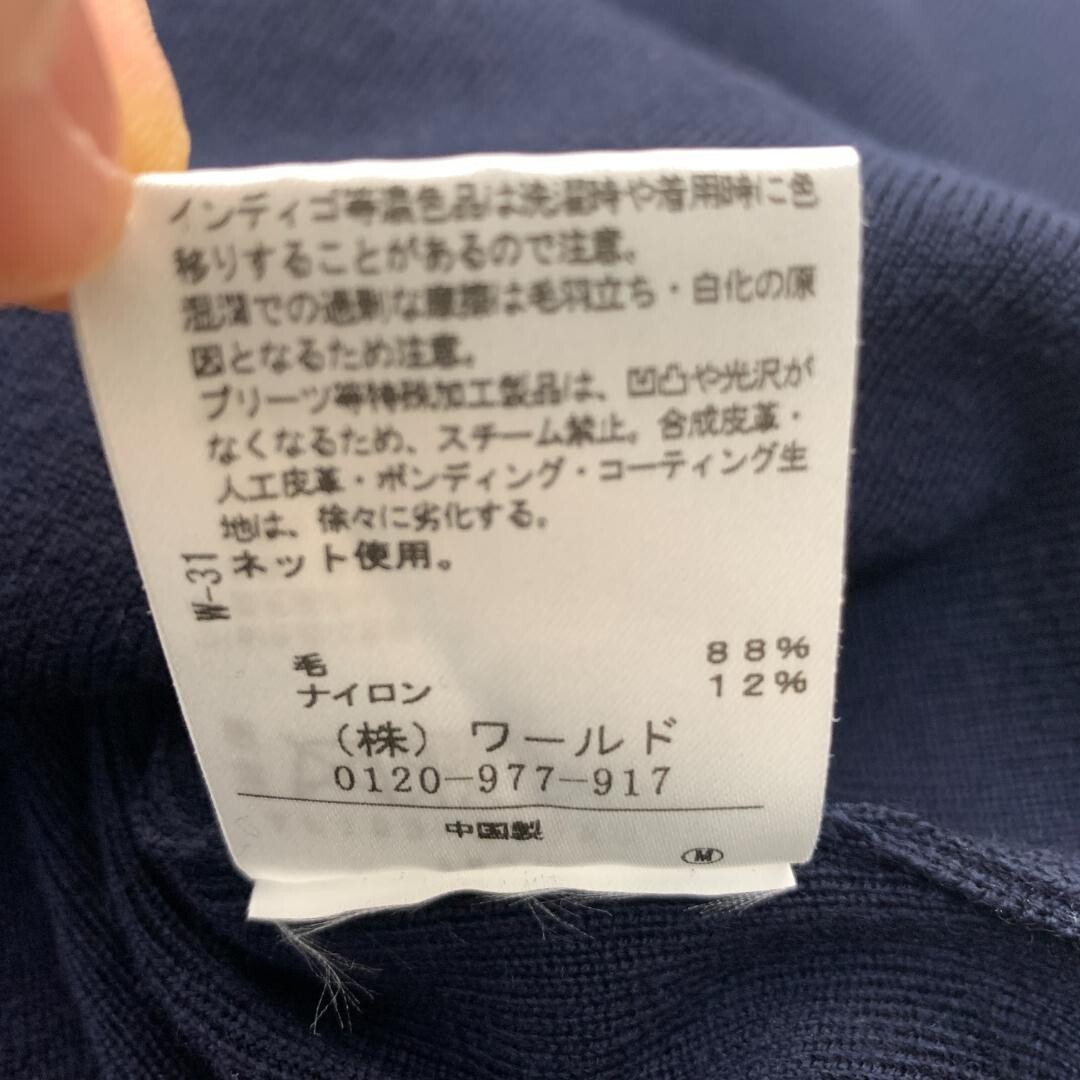 インディゴ等濃色品は洗濯時や着用時に色
移りすることがあるので注意。
湿潤での過剰な摩擦は毛羽立ち・白化の原
因となるため注意。
プリーツ等特殊加工製品は、凹凸や光沢が
なくなるため、スチーム禁止。合成皮革・
人工皮革・ボンディング・コーティング生
地は、徐々に劣化する。
ネット使用。
W-31
毛 88%
ナイロン 12%
(株) ワールド
0120-977-917
中国製
M